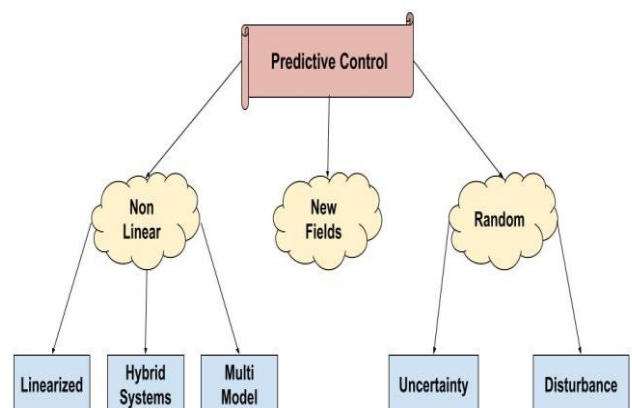 Predictive Control
Non
Linear
New
Fields
Random
Linearized
Hybrid
Systems
Multi
Model
Uncertainty
Disturbance